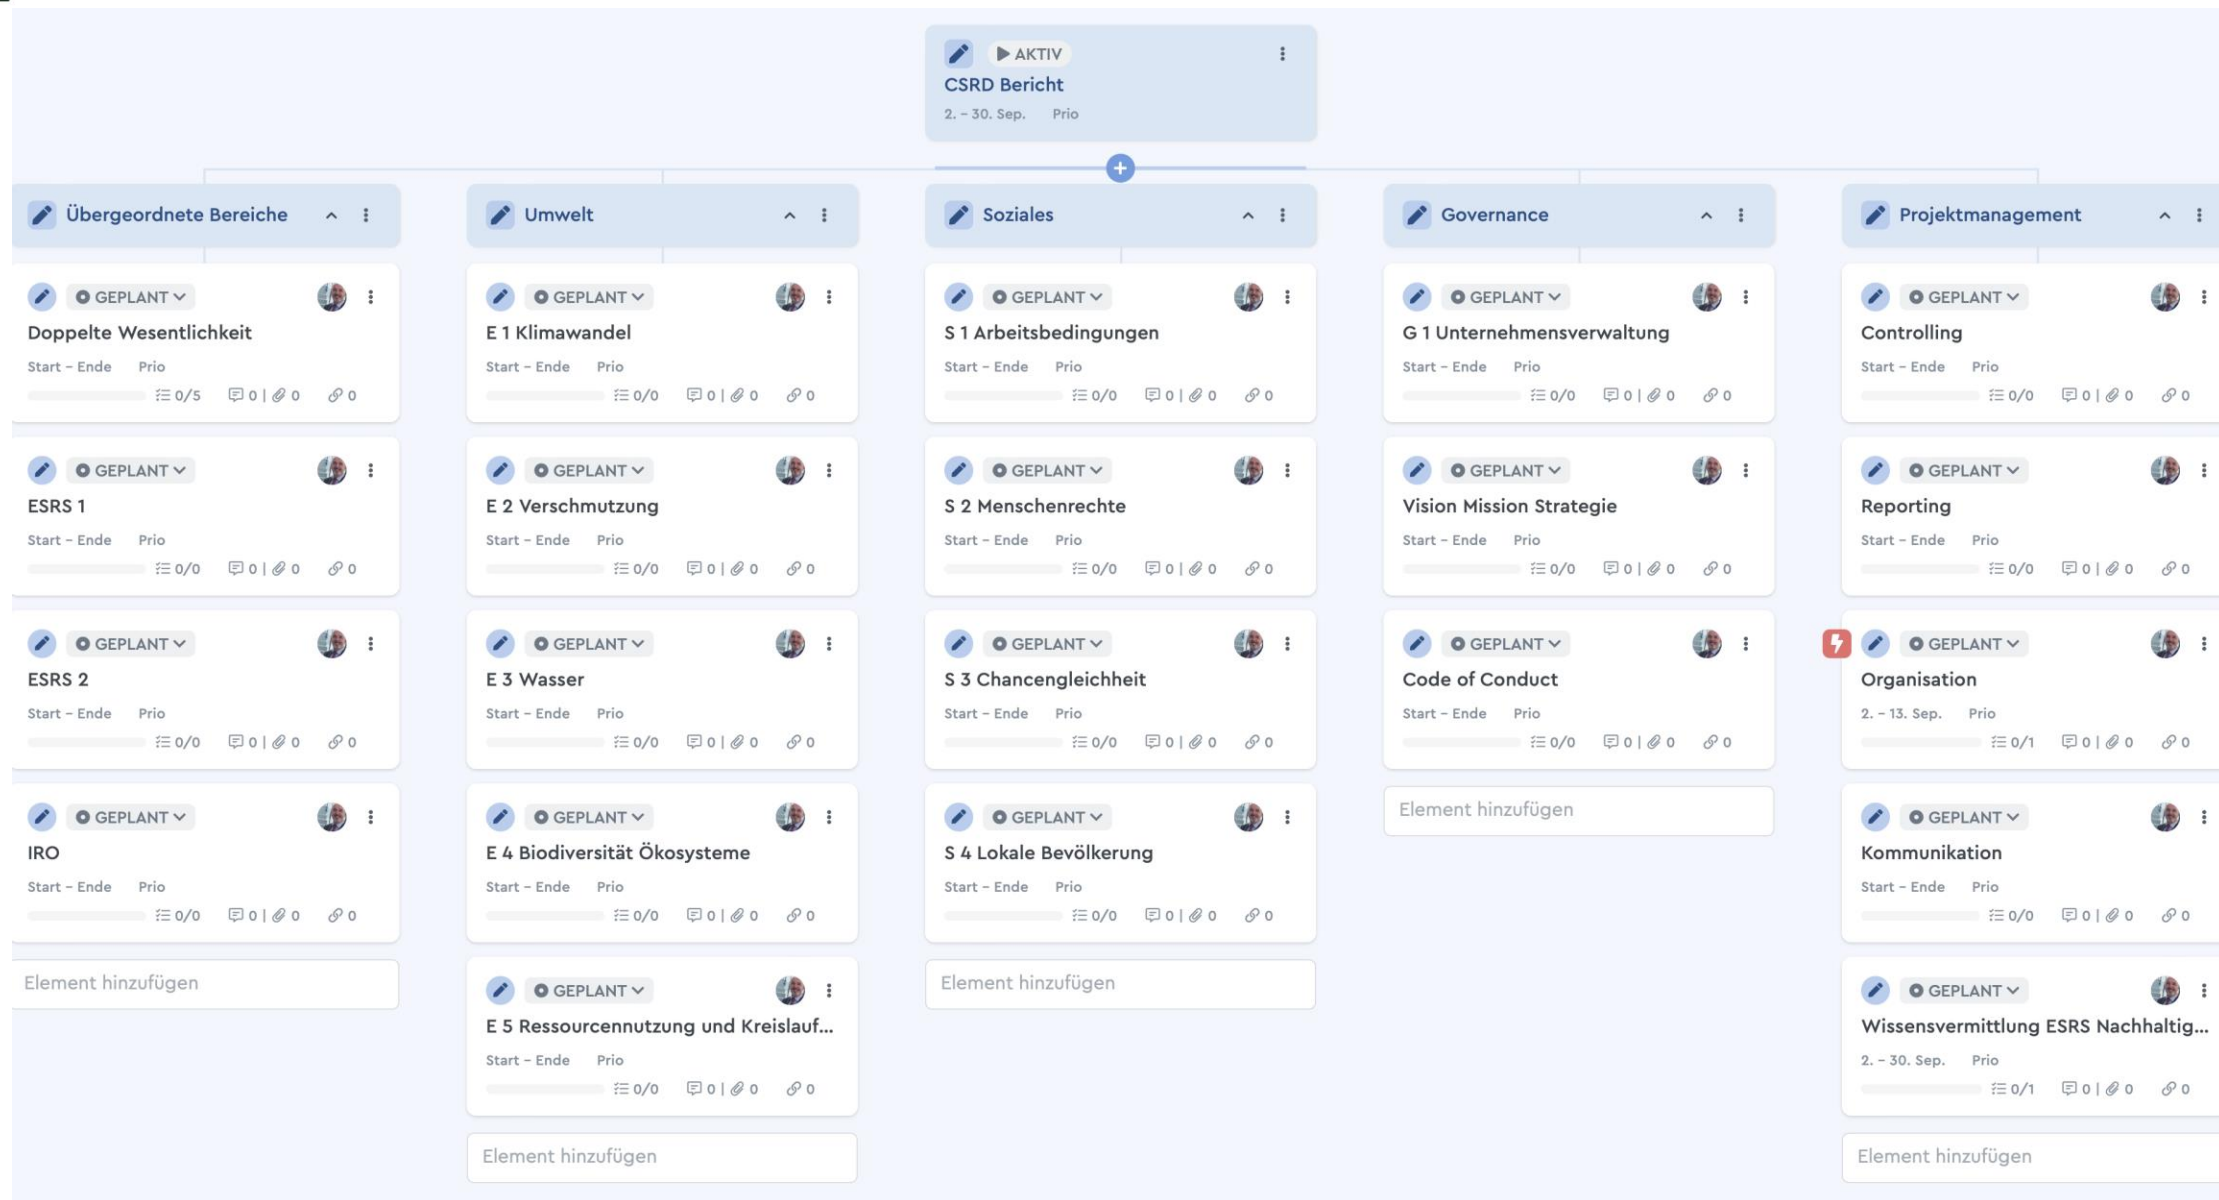 AKTIV
CSRD Bericht
2. – 30. Sep. Prio
Übergeordnete Bereiche
GEPLANT
Doppelte Wesentlichkeit
Start – Ende Prio
0/5 0 | 0 0
GEPLANT
ESRS 1
Start – Ende Prio
0/0 0 | 0 0
GEPLANT
ESRS 2
Start – Ende Prio
0/0 0 | 0 0
GEPLANT
IRO
Start – Ende Prio
0/0 0 | 0 0
Element hinzufügen
Umwelt
GEPLANT
E 1 Klimawandel
Start – Ende Prio
0/0 0 | 0 0
GEPLANT
E 2 Verschmutzung
Start – Ende Prio
0/0 0 | 0 0
GEPLANT
E 3 Wasser
Start – Ende Prio
0/0 0 | 0 0
GEPLANT
E 4 Biodiversität Ökosysteme
Start – Ende Prio
0/0 0 | 0 0
GEPLANT
E 5 Ressourcennutzung und Kreislauf...
Start – Ende Prio
0/0 0 | 0 0
Element hinzufügen
Soziales
GEPLANT
S 1 Arbeitsbedingungen
Start – Ende Prio
0/0 0 | 0 0
GEPLANT
S 2 Menschenrechte
Start – Ende Prio
0/0 0 | 0 0
GEPLANT
S 3 Chancengleichheit
Start – Ende Prio
0/0 0 | 0 0
GEPLANT
S 4 Lokale Bevölkerung
Start – Ende Prio
0/0 0 | 0 0
Element hinzufügen
Governance
GEPLANT
G 1 Unternehmensverwaltung
Start – Ende Prio
0/0 0 | 0 0
GEPLANT
Vision Mission Strategie
Start – Ende Prio
0/0 0 | 0 0
GEPLANT
Code of Conduct
Start – Ende Prio
0/0 0 | 0 0
Element hinzufügen
Projektmanagement
GEPLANT
Controlling
Start – Ende Prio
0/0 0 | 0 0
GEPLANT
Reporting
Start – Ende Prio
0/0 0 | 0 0
GEPLANT
Organisation
2. – 13. Sep. Prio
0/1 0 | 0 0
GEPLANT
Kommunikation
Start – Ende Prio
0/0 0 | 0 0
GEPLANT
Wissensvermittlung ESRS Nachhaltig...
2. – 30. Sep. Prio
0/1 0 | 0 0
Element hinzufügen